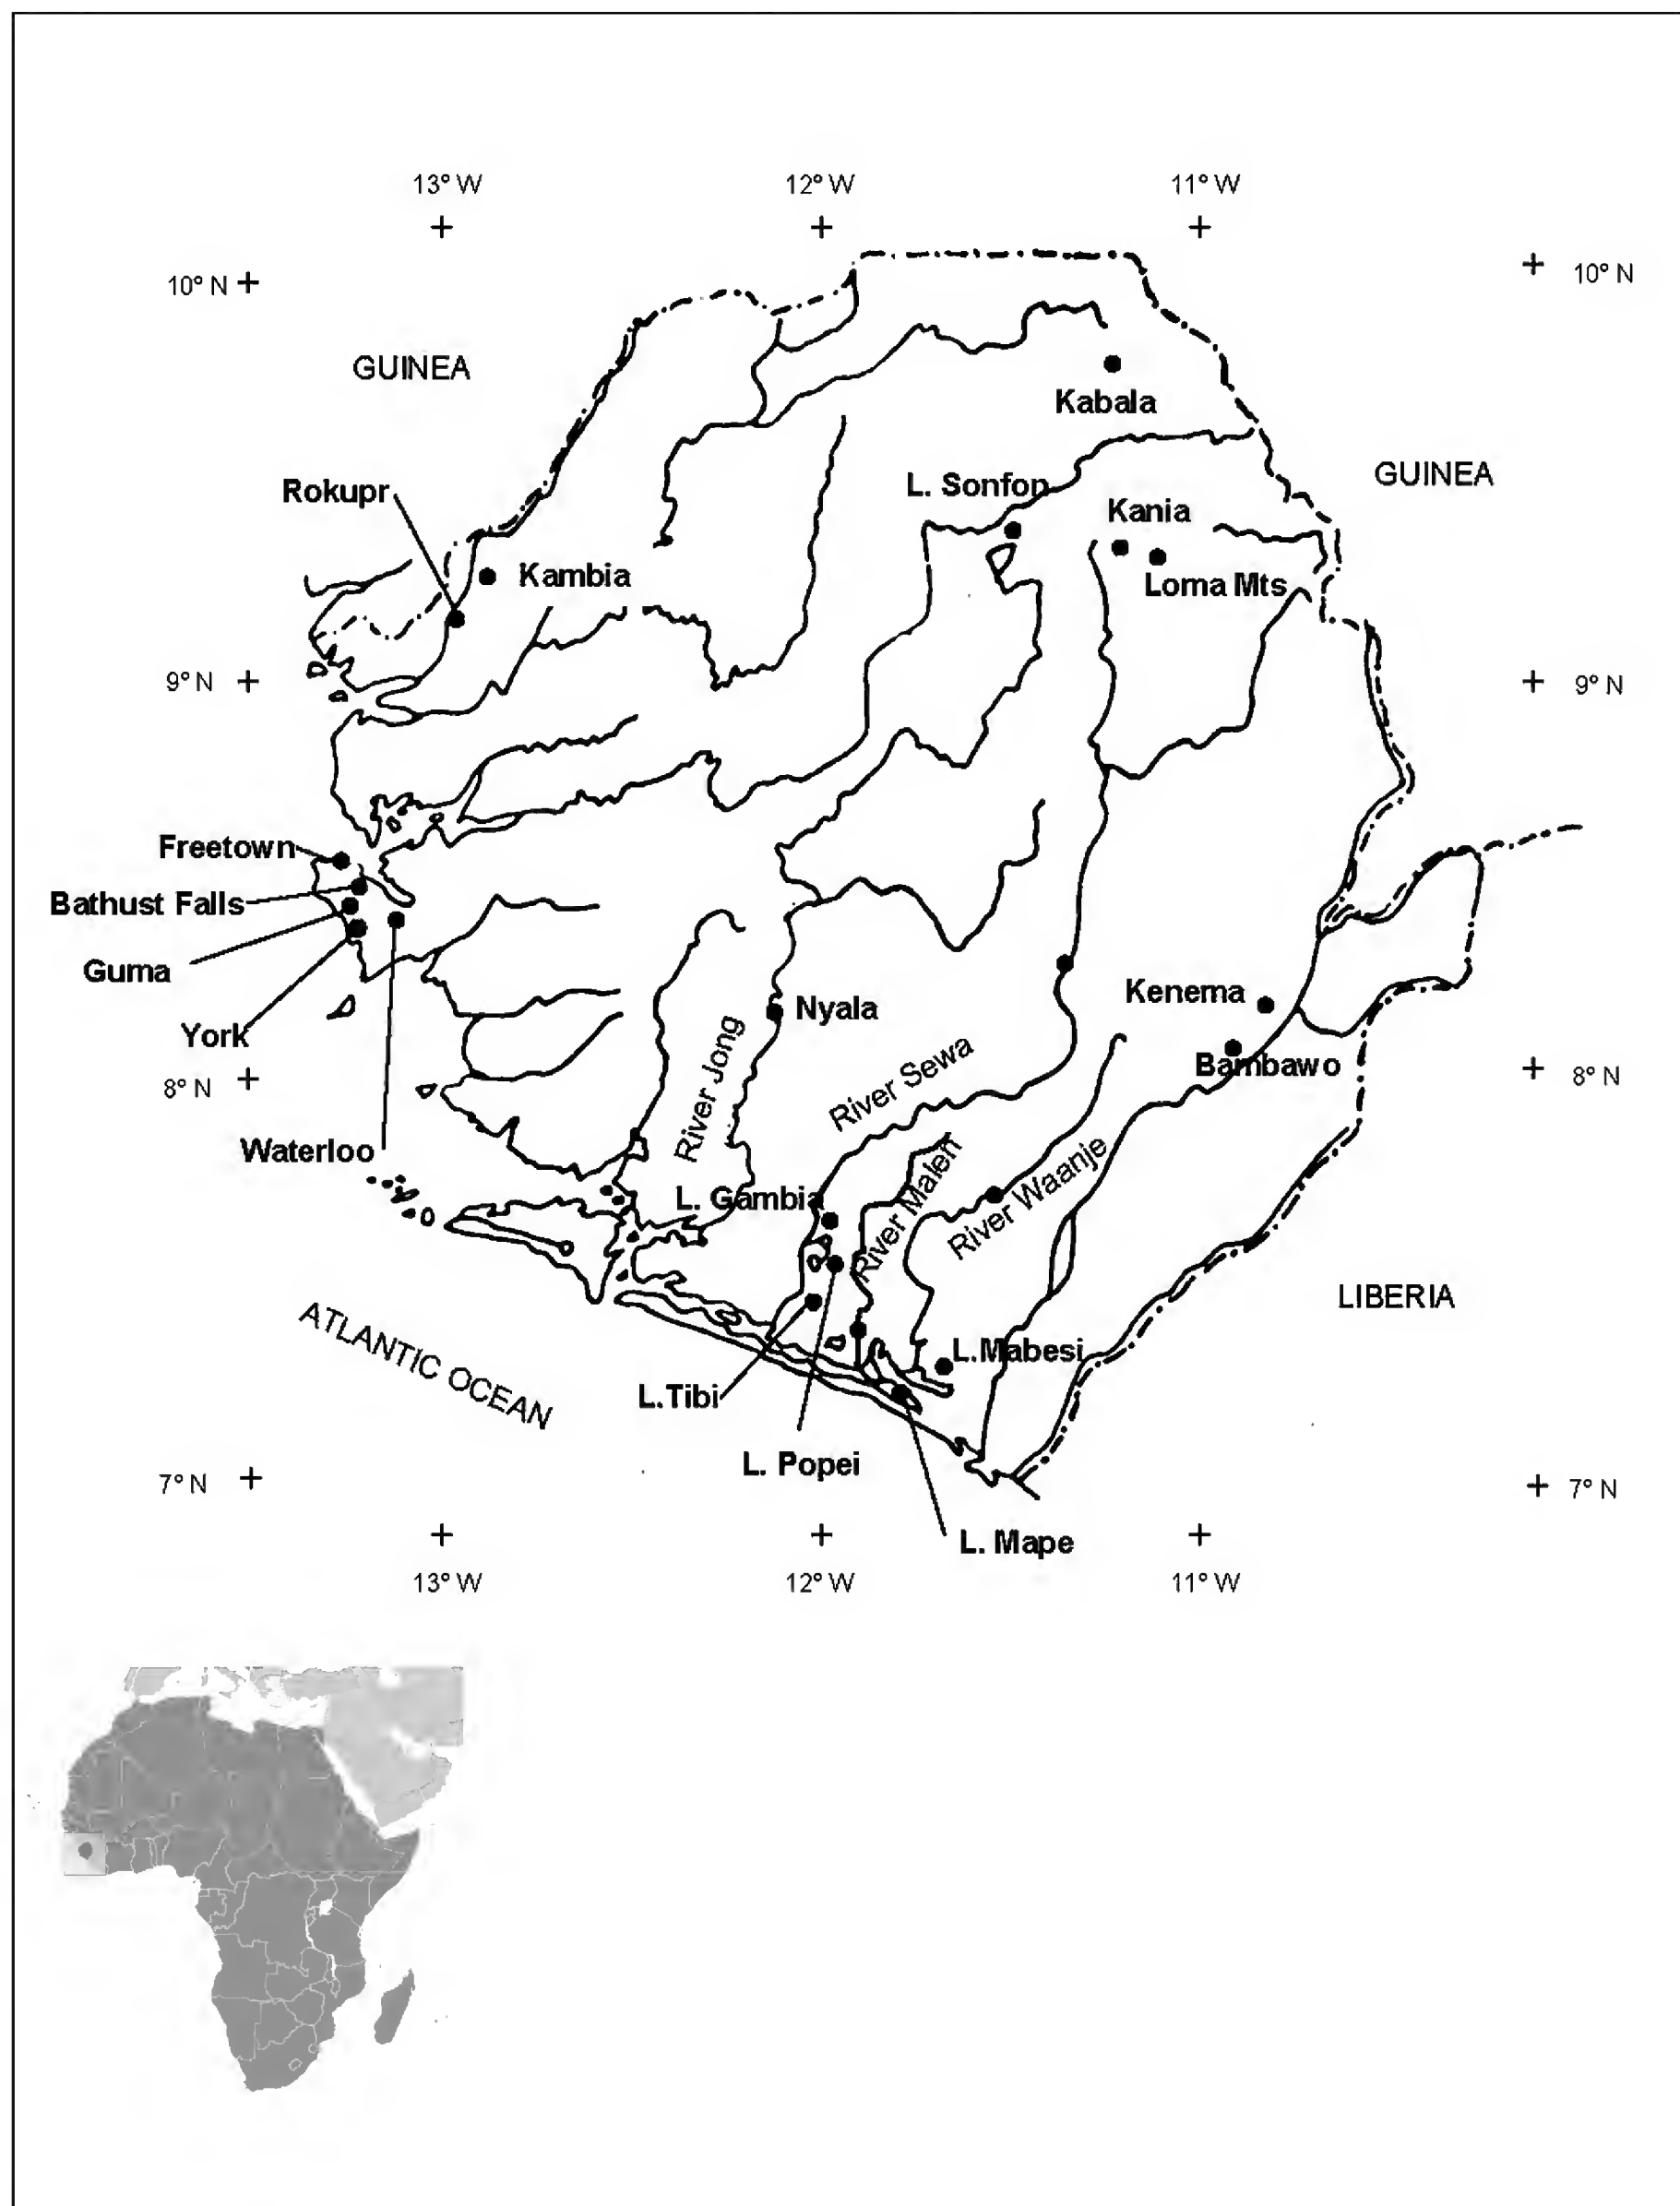 13° W 12° W 11° W
10° N 10° N
GUINEA
Kabala
GUINEA
L. Sonfon
Rokupr
Kania
Kambia
Loma Mts
9° N 9° N
Freetown
Bathust Falls
Guma
Kenema
Nyala
York
River Jong
River Sewa
Bambawo
8° N 8° N
Waterloo
River Malen
River Waanje
L. Gambia
LIBERIA
ATLANTIC OCEAN
L.Mabesi
L.Tibi
L. Popei
7° N 7° N
L. Mape
13° W 12° W 11° W